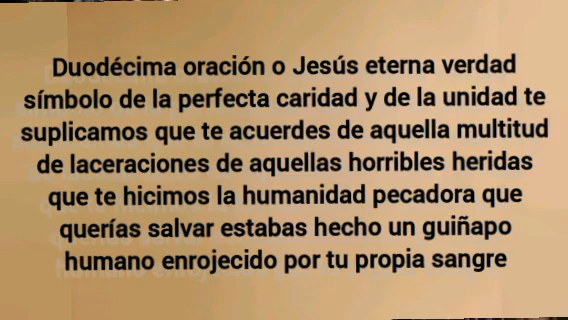 Duodécima oración o Jesús eterna verdad
símbolo de la perfecta caridad y de la unidad te
suplicamos que te acuerdes de aquella multitud
de laceraciones de aquellas horribles heridas
que te hicimos la humanidad pecadora que
querías salvar estabas hecho un guiñapo
humano enrojecido por tu propia sangre